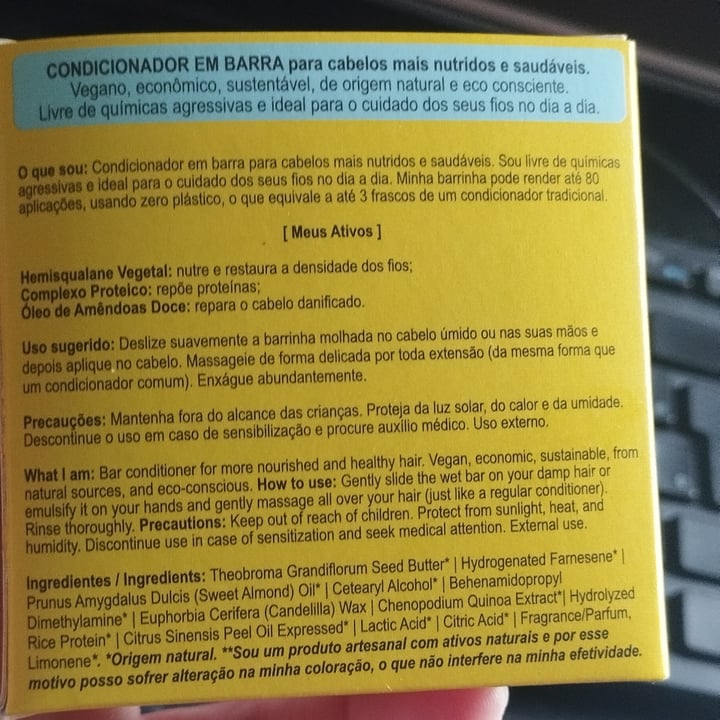 CONDICIONADOR EM BARRA para cabelos mais nutridos e saudáveis.
Vegano, econômico, sustentável, de origem natural e eco consciente.
Livre de químicas agressivas e ideal para o cuidado dos seus fios no dia a dia.
O que sou: Condicionador em barra para cabelos mais nutridos e saudáveis. Sou livre de químicas
agressivas e ideal para o cuidado dos seus fios no dia a dia. Minha barrinha pode render até 80
aplicações, usando zero plástico, o que equivale a até 3 frascos de um condicionador tradicional.
[ Meus Ativos ]
Hemisqualane Vegetal: nutre e restaura a densidade dos fios;
Complexo Proteico: repõe proteínas;
Óleo de Amêndoas Doce: repara o cabelo danificado.
Uso sugerido: Deslize suavemente a barrinha molhada no cabelo úmido ou nas suas mãos e
depois aplique no cabelo. Massageie de forma delicada por toda extensão (da mesma forma que
um condicionador comum). Enxágue abundantemente.
Precauções: Mantenha fora do alcance das crianças. Proteja da luz solar, do calor e da umidade.
Descontinue o uso em caso de sensibilização e procure auxílio médico. Uso externo.
What I am: Bar conditioner for more nourished and healthy hair. Vegan, economic, sustainable, from
natural sources, and eco-conscious. How to use: Gently slide the wet bar on your damp hair or
emulsify it on your hands and gently massage all over your hair (just like a regular conditioner).
Rinse thoroughly. Precautions: Keep out of reach of children. Protect from sunlight, heat, and
humidity. Discontinue use in case of sensitization and seek medical attention. External use.
Ingredientes / Ingredients: Theobroma Grandiflorum Seed Butter* | Hydrogenated Farnesene* |
Prunus Amygdalus Dulcis (Sweet Almond) Oil* | Cetearyl Alcohol* | Behenamidopropyl
Dimethylamine* | Euphorbia Cerifera (Candelilla) Wax | Chenopodium Quinoa Extract*| Hydrolyzed
Rice Protein* | Citrus Sinensis Peel Oil Expressed* | Lactic Acid* | Citric Acid* | Fragrance/Parfum,
Limonene*. *Origem natural. **Sou um produto artesanal com ativos naturais e por esse
motivo posso sofrer alteração na minha coloração, o que não interfere na minha efetividade.